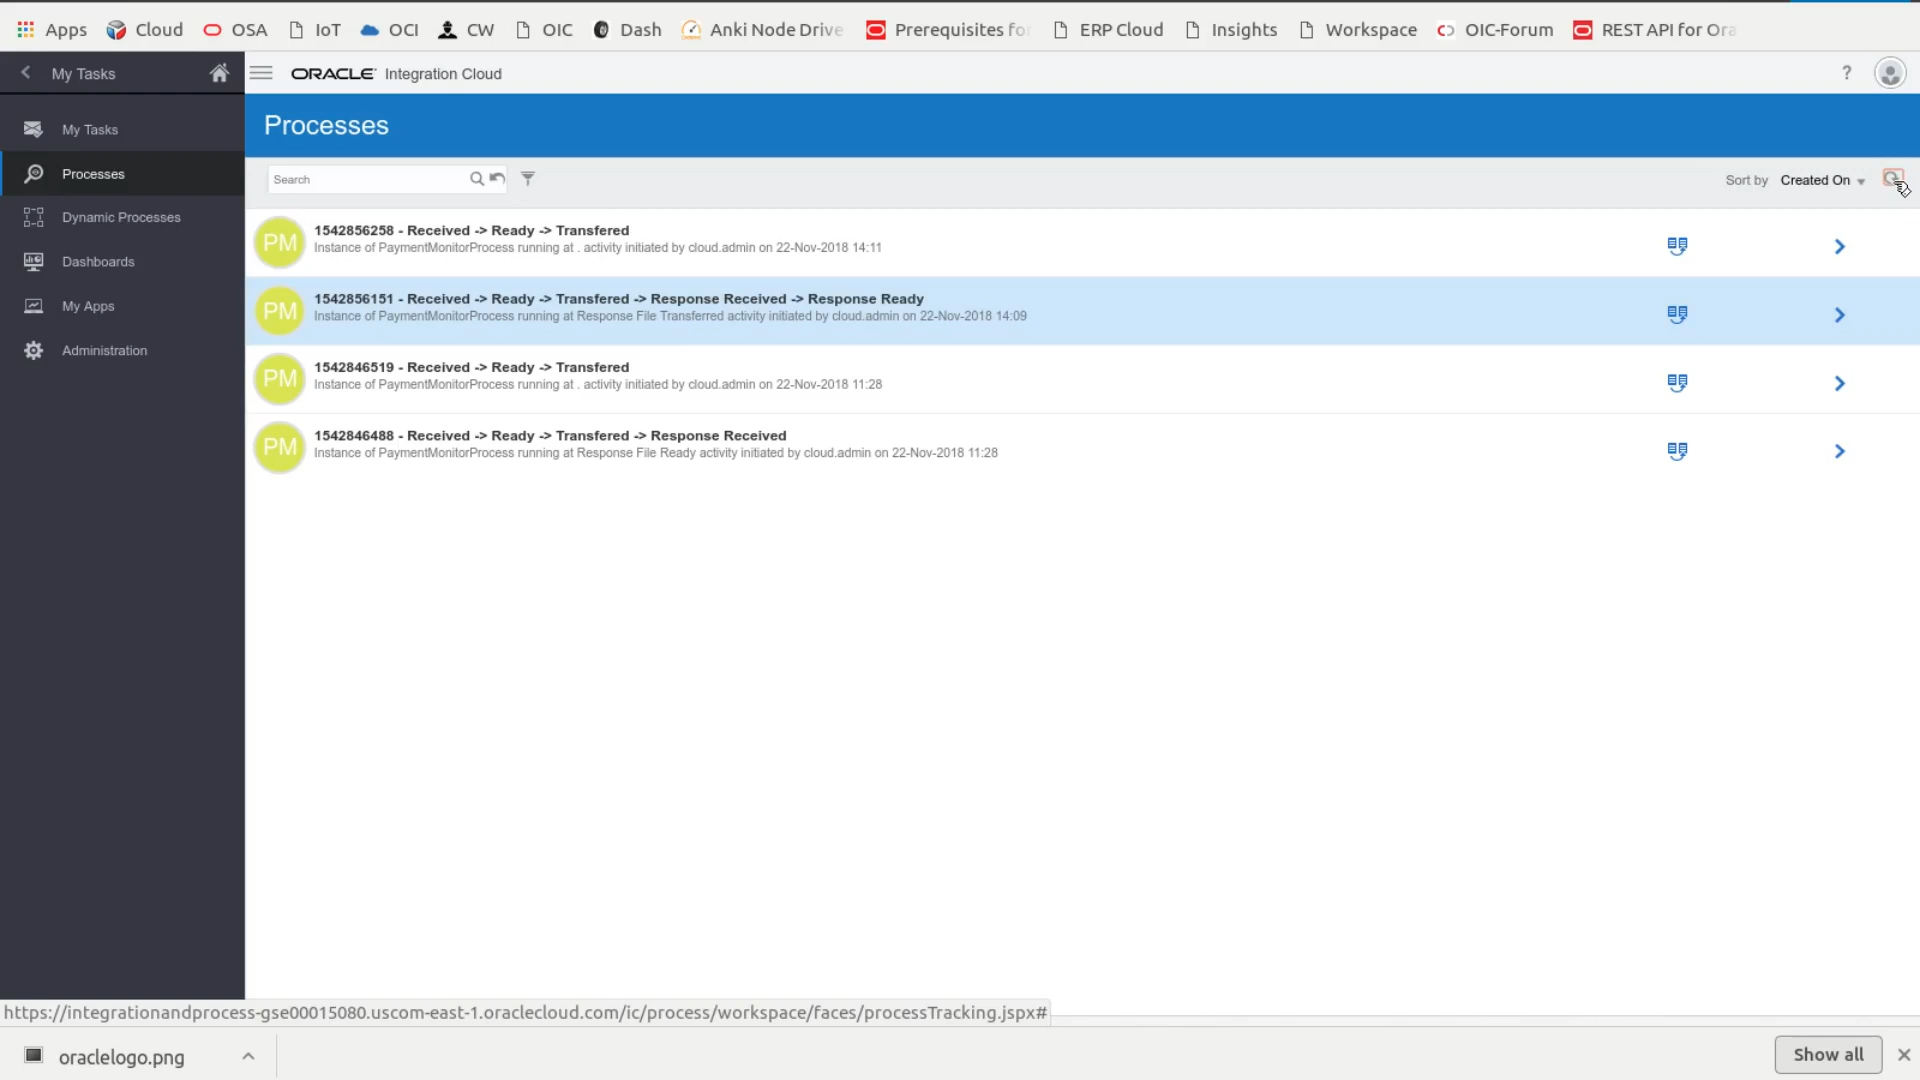 Apps Cloud OSA IoT OCI CW OIC Dash Anki Node Drive Prerequisites for ERP Cloud Insights Workspace OIC-Forum REST API for Ora
My Tasks
ORACLE Integration Cloud ?
Processes
My Tasks
Processes
Dynamic Processes
Dashboards
My Apps
Administration
Search
Sort by Created On
PM
1542856258 - Received -> Ready -> Transfered
Instance of PaymentMonitorProcess running at . activity initiated by cloud.admin on 22-Nov-2018 14:11
PM
1542856151 - Received -> Ready -> Transfered -> Response Received -> Response Ready
Instance of PaymentMonitorProcess running at Response File Transferred activity initiated by cloud.admin on 22-Nov-2018 14:09
PM
1542846519 - Received -> Ready -> Transfered
Instance of PaymentMonitorProcess running at . activity initiated by cloud.admin on 22-Nov-2018 11:28
PM
1542846488 - Received -> Ready -> Transfered -> Response Received
Instance of PaymentMonitorProcess running at Response File Ready activity initiated by cloud.admin on 22-Nov-2018 11:28
https://integrationandprocess-gse00015080.uscom-east-1.oraclecloud.com/ic/process/workspace/faces/processTracking.jspx#
oraclelogo.png
Show all